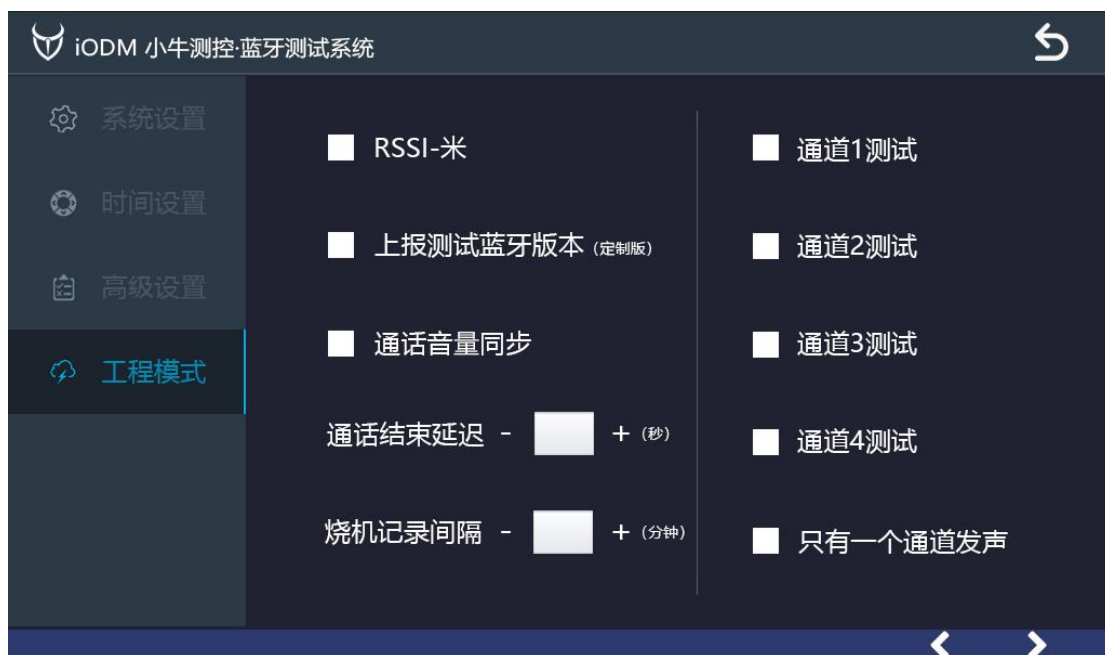 iODM 小牛测控·蓝牙测试系统
系统设置
时间设置
高级设置
工程模式
RSSI-米
上报测试蓝牙版本 (定制版)
通话音量同步
通话结束延迟 - + (秒)
烧机记录间隔 - + (分钟)
通道1测试
通道2测试
通道3测试
通道4测试
只有一个通道发声